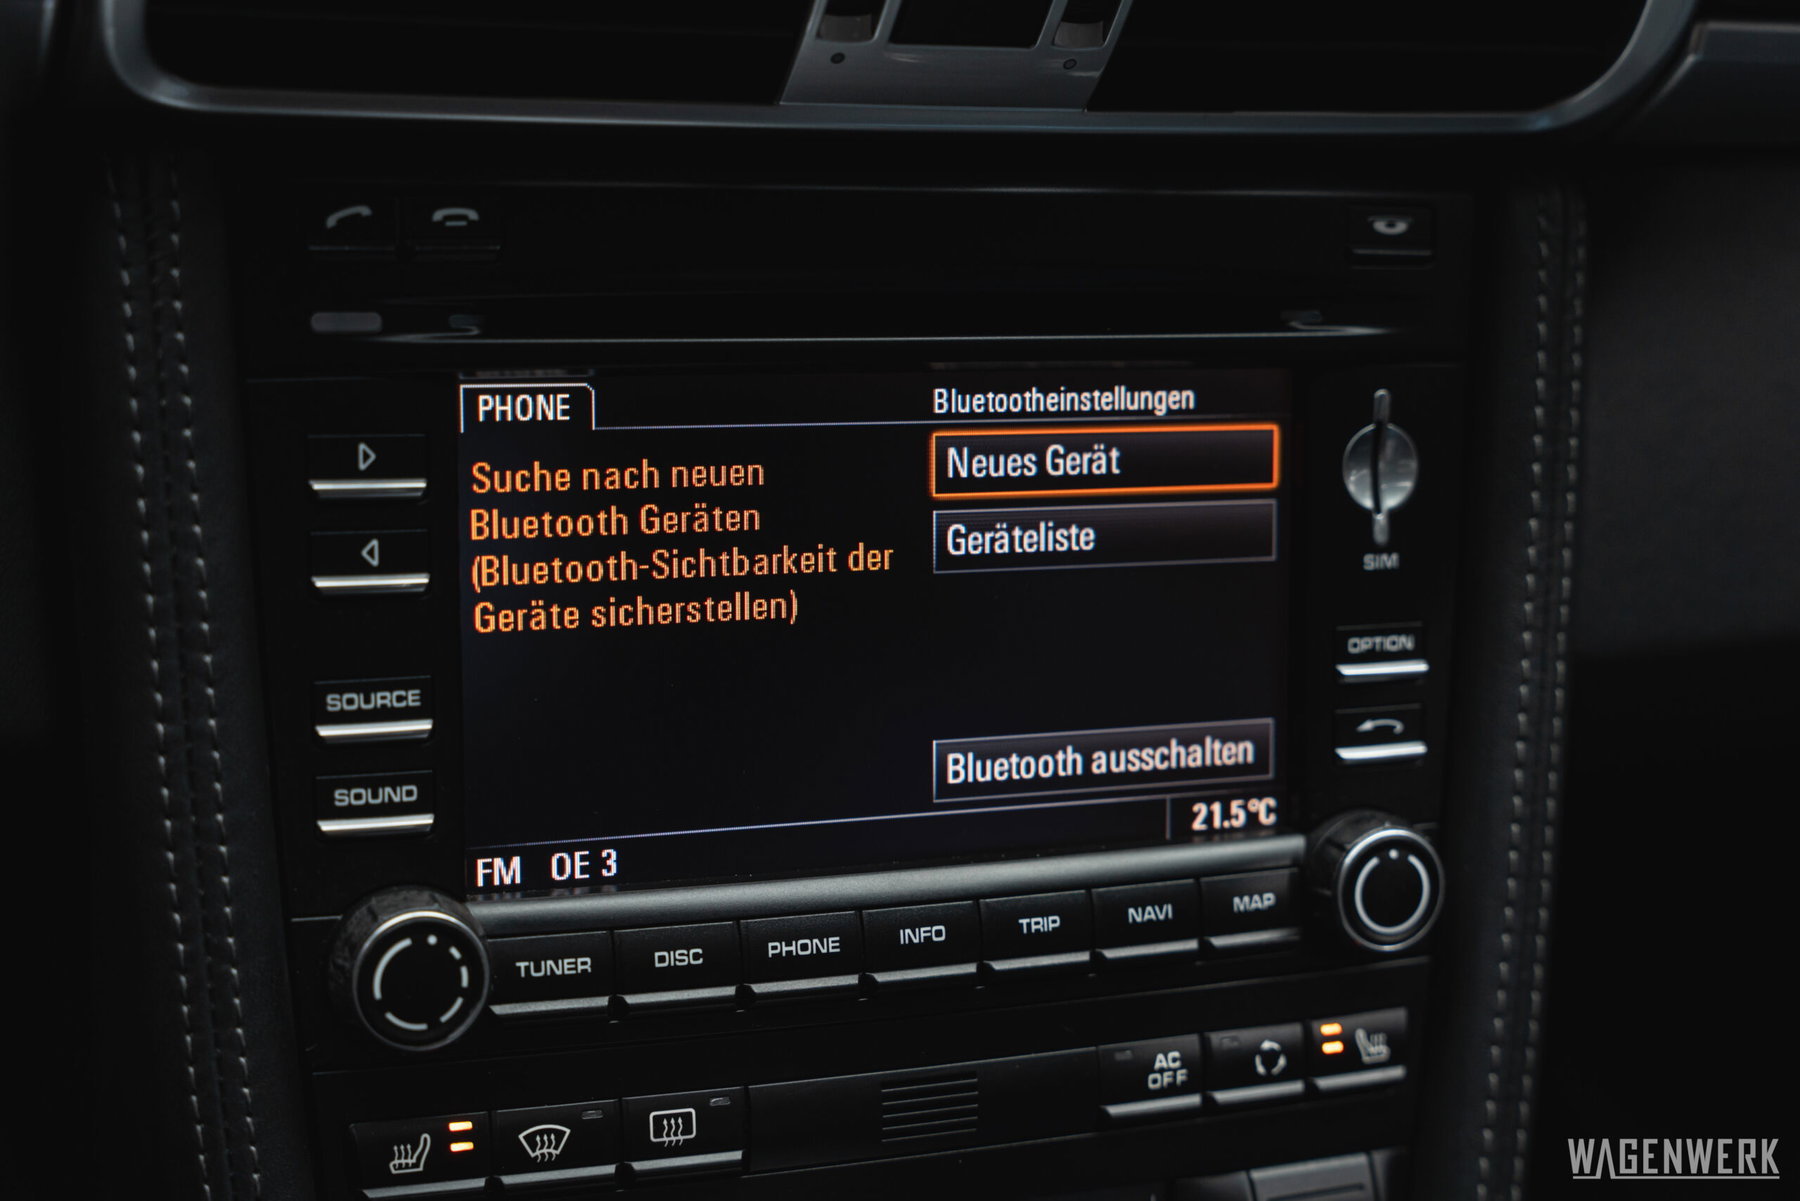 PHONE
Bluetootheinstellungen
Suche nach neuen
Bluetooth Geräten
(Bluetooth-Sichtbarkeit der
Geräte sicherstellen)
Neues Gerät
Geräteliste
Bluetooth ausschalten
21.5°C
FM OE 3
SIM
OPTION
SOURCE
SOUND
TUNER
DISC
PHONE
INFO
TRIP
NAVI
MAP
AC
OFF
WAGENWERK